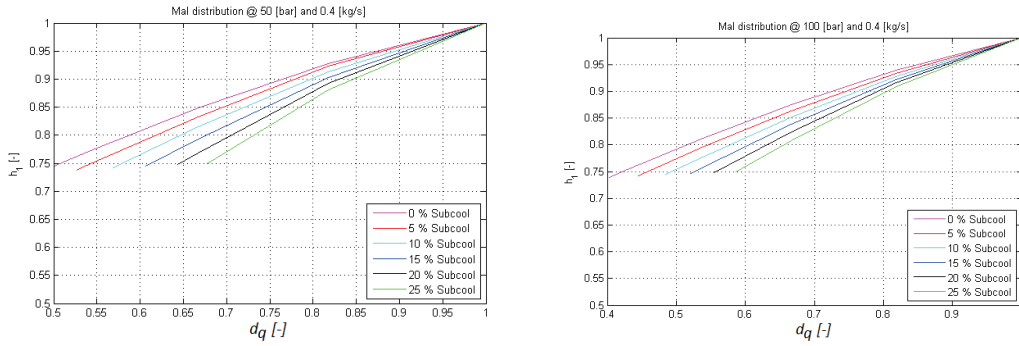 Mal distribution @ 50 [bar] and 0.4 [kg/s]
1
0.95
0.9
0.85
0.8
0.75
0.7
0.65
0.6
0.55
0.5
h1 [-]
0 % Subcool
5 % Subcool
10 % Subcool
15 % Subcool
20 % Subcool
25 % Subcool
0.5 0.55 0.6 0.65 0.7 0.75 0.8 0.85 0.9 0.95 1
dq [-]
Mal distribution @ 100 [bar] and 0.4 [kg/s]
1
0.95
0.9
0.85
0.8
0.75
0.7
0.65
0.6
0.55
0.5
h1 [-]
0 % Subcool
5 % Subcool
10 % Subcool
15 % Subcool
20 % Subcool
25 % Subcool
0.4 0.5 0.6 0.7 0.8 0.9
dq [-]